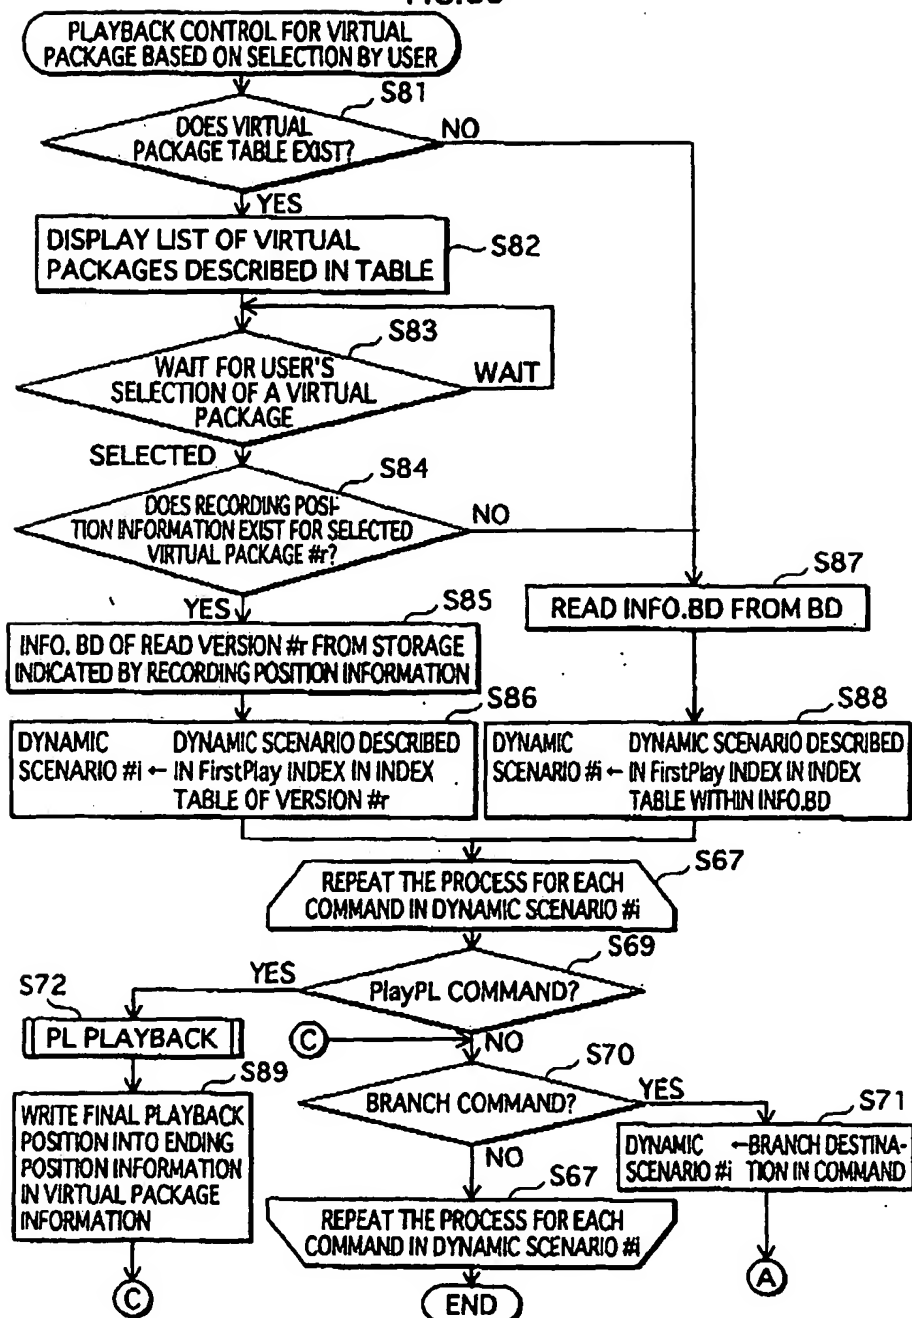 PLAYBACK CONTROL FOR VIRTUAL
PACKAGE BASED ON SELECTION BY USER
S81
DOES VIRTUAL
PACKAGE TABLE EXIST?
NO
YES
DISPLAY LIST OF VIRTUAL
PACKAGES DESCRIBED IN TABLE
S82
S83
WAIT FOR USER'S
SELECTION OF A VIRTUAL
PACKAGE
WAIT
SELECTED
S84
DOES RECORDING POSI-
TION INFORMATION EXIST FOR SELECTED
VIRTUAL PACKAGE #r?
NO
YES
S85
INFO. BD OF READ VERSION #r FROM STORAGE
INDICATED BY RECORDING POSITION INFORMATION
S87
READ INFO.BD FROM BD
S86
DYNAMIC DYNAMIC SCENARIO DESCRIBED
SCENARIO #i ← IN FirstPlay INDEX IN INDEX
TABLE OF VERSION #r
S88
DYNAMIC DYNAMIC SCENARIO DESCRIBED
SCENARIO #i ← IN FirstPlay INDEX IN INDEX
TABLE WITHIN INFO.BD
S67
REPEAT THE PROCESS FOR EACH
COMMAND IN DYNAMIC SCENARIO #i
S69
PlayPL COMMAND?
YES
NO
S72
PL PLAYBACK
C
S89
WRITE FINAL PLAYBACK
POSITION INTO ENDING
POSITION INFORMATION
IN VIRTUAL PACKAGE
INFORMATION
C
S70
BRANCH COMMAND?
YES
NO
S71
DYNAMIC ←BRANCH DESTINA-
SCENARIO #i TION IN COMMAND
A
S67
REPEAT THE PROCESS FOR EACH
COMMAND IN DYNAMIC SCENARIO #i
END